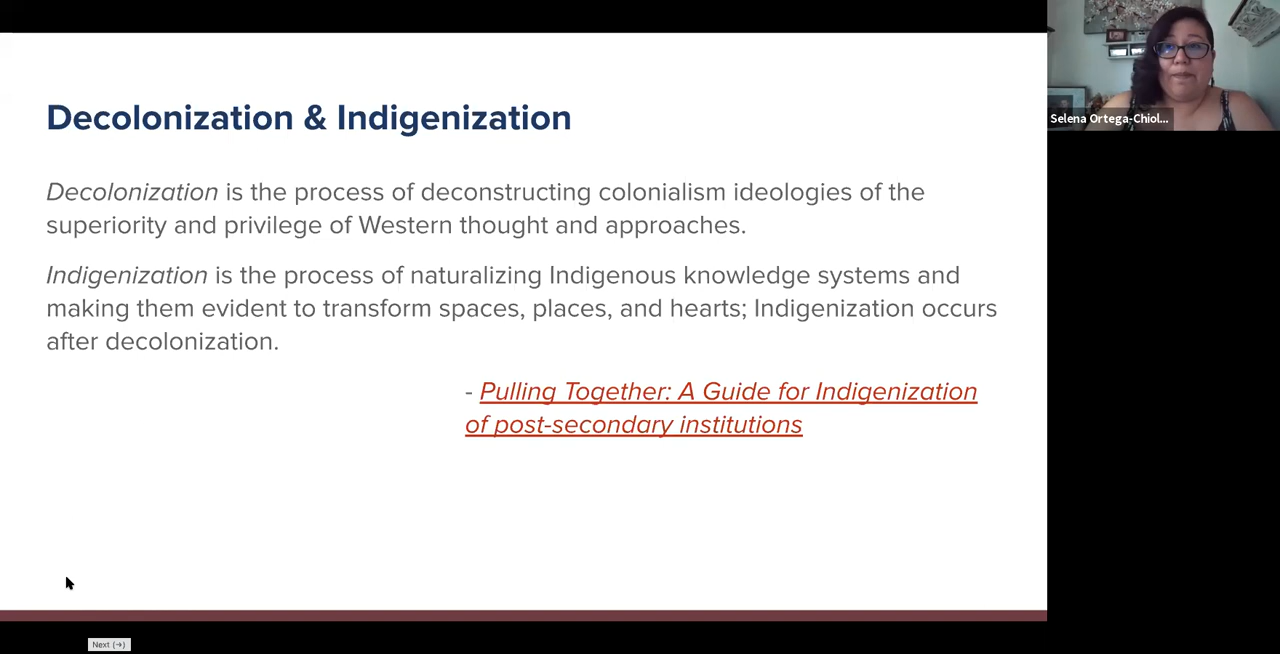 Decolonization & Indigenization
Decolonization is the process of deconstructing colonialism ideologies of the
superiority and privilege of Western thought and approaches.
Indigenization is the process of naturalizing Indigenous knowledge systems and
making them evident to transform spaces, places, and hearts; Indigenization occurs
after decolonization.
- Pulling Together: A Guide for Indigenization
of post-secondary institutions
Selena Ortega-Chiol...
Next (→)